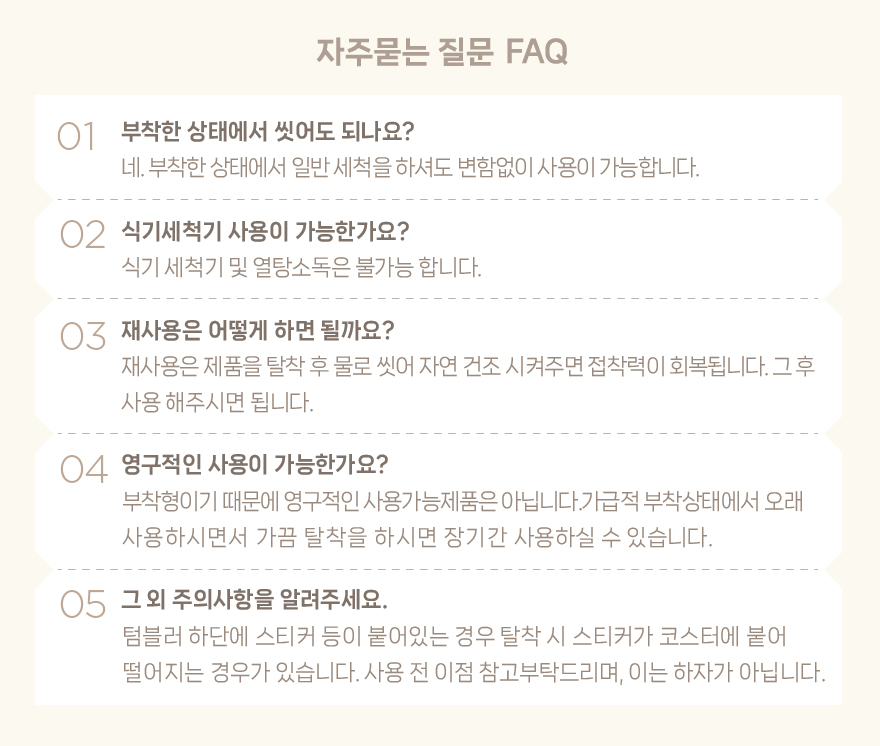 자주묻는 질문 FAQ
01 부착한 상태에서 씻어도 되나요?
네. 부착한 상태에서 일반 세척을 하셔도 변함없이 사용이 가능합니다.
02 식기세척기 사용이 가능한가요?
식기 세척기 및 열탕소독은 불가능 합니다.
03 재사용은 어떻게 하면 될까요?
재사용은 제품을 탈착 후 물로 씻어 자연 건조 시켜주면 접착력이 회복됩니다. 그 후
사용 해주시면 됩니다.
04 영구적인 사용이 가능한가요?
부착형이기 때문에 영구적인 사용가능제품은 아닙니다.가급적 부착상태에서 오래
사용하시면서 가끔 탈착을 하시면 장기간 사용하실 수 있습니다.
05 그 외 주의사항을 알려주세요.
텀블러 하단에 스티커 등이 붙어있는 경우 탈착 시 스티커가 코스터에 붙어
떨어지는 경우가 있습니다. 사용 전 이점 참고부탁드리며, 이는 하자가 아닙니다.